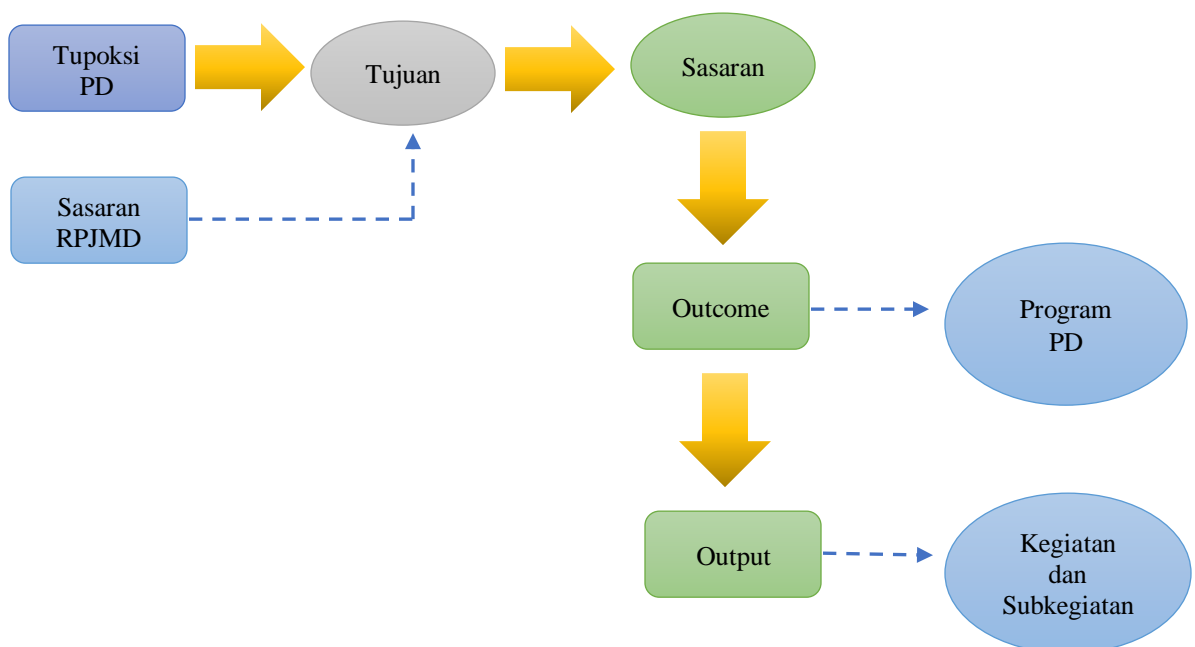 Tupoksi
PD
Tujuan
Sasaran
Sasaran
RPJMD
Outcome
Program
PD
Output
Kegiatan
dan
Subkegiatan